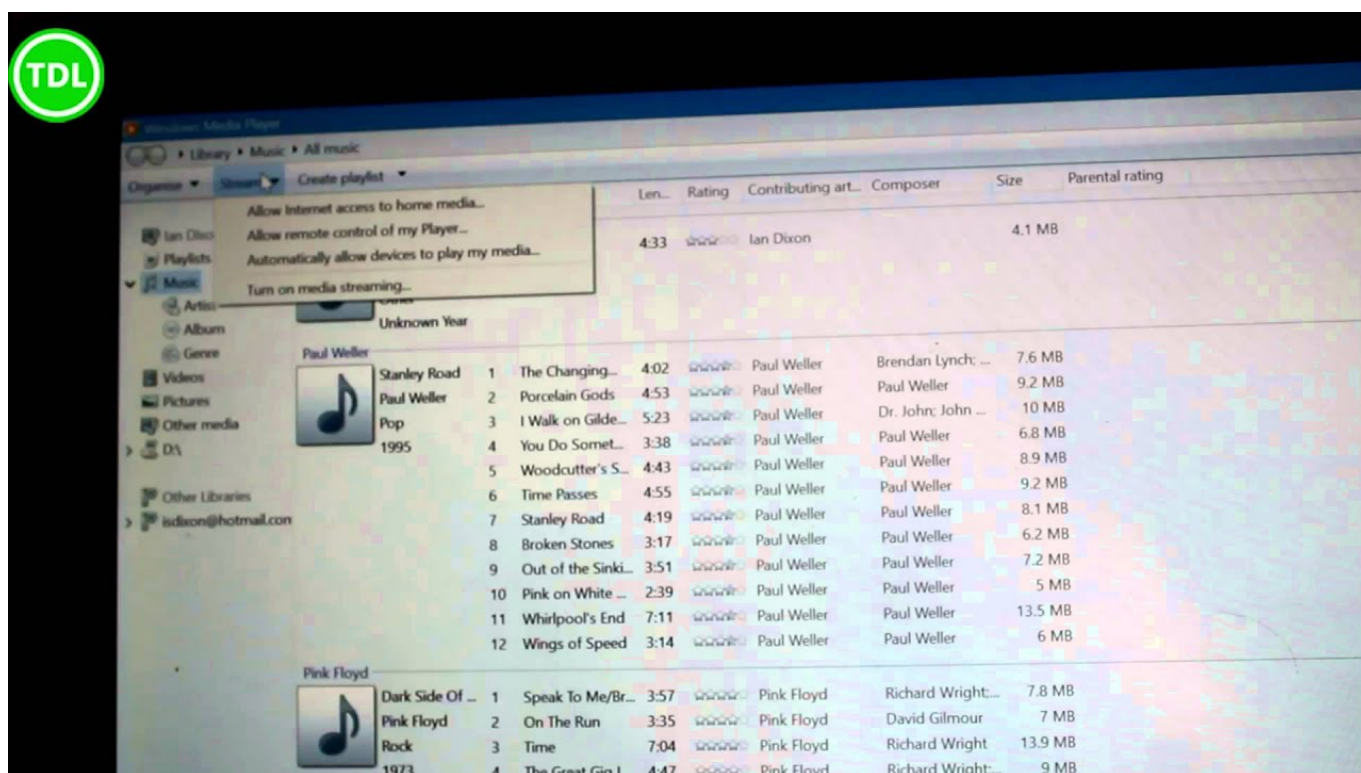 TDL
Windows Media Player
Library Music All music
Organise Stream Create playlist
Len... Rating Contributing art... Composer Size Parental rating
Allow Internet access to home media...
Allow remote control of my Player...
Automatically allow devices to play my media...
Turn on media streaming...
Ian Dixo
Playlists
Music
Artist
Album
Genre
Videos
Pictures
Other media
D:\
Other Libraries
isdixon@hotmail.con
4:33 Ian Dixon 4.1 MB
Other
Unknown Year
Paul Weller
Stanley Road 1 The Changing... 4:02 Paul Weller Brendan Lynch; ... 7.6 MB
Paul Weller 2 Porcelain Gods 4:53 Paul Weller Paul Weller 9.2 MB
Pop 3 I Walk on Gilde... 5:23 Paul Weller Dr. John; John ... 10 MB
1995 4 You Do Somet... 3:38 Paul Weller Paul Weller 6.8 MB
5 Woodcutter's S... 4:43 Paul Weller Paul Weller 8.9 MB
6 Time Passes 4:55 Paul Weller Paul Weller 9.2 MB
7 Stanley Road 4:19 Paul Weller Paul Weller 8.1 MB
8 Broken Stones 3:17 Paul Weller Paul Weller 6.2 MB
9 Out of the Sinki... 3:51 Paul Weller Paul Weller 7.2 MB
10 Pink on White ... 2:39 Paul Weller Paul Weller 5 MB
11 Whirlpool's End 7:11 Paul Weller Paul Weller 13.5 MB
12 Wings of Speed 3:14 Paul Weller Paul Weller 6 MB
Pink Floyd
Dark Side Of ... 1 Speak To Me/Br... 3:57 Pink Floyd Richard Wright;... 7.8 MB
Pink Floyd 2 On The Run 3:35 Pink Floyd David Gilmour 7 MB
Rock 3 Time 7:04 Pink Floyd Richard Wright 13.9 MB
1973 4 The Great Gig I... 4:47 Pink Floyd Richard Wright;... 9 MB